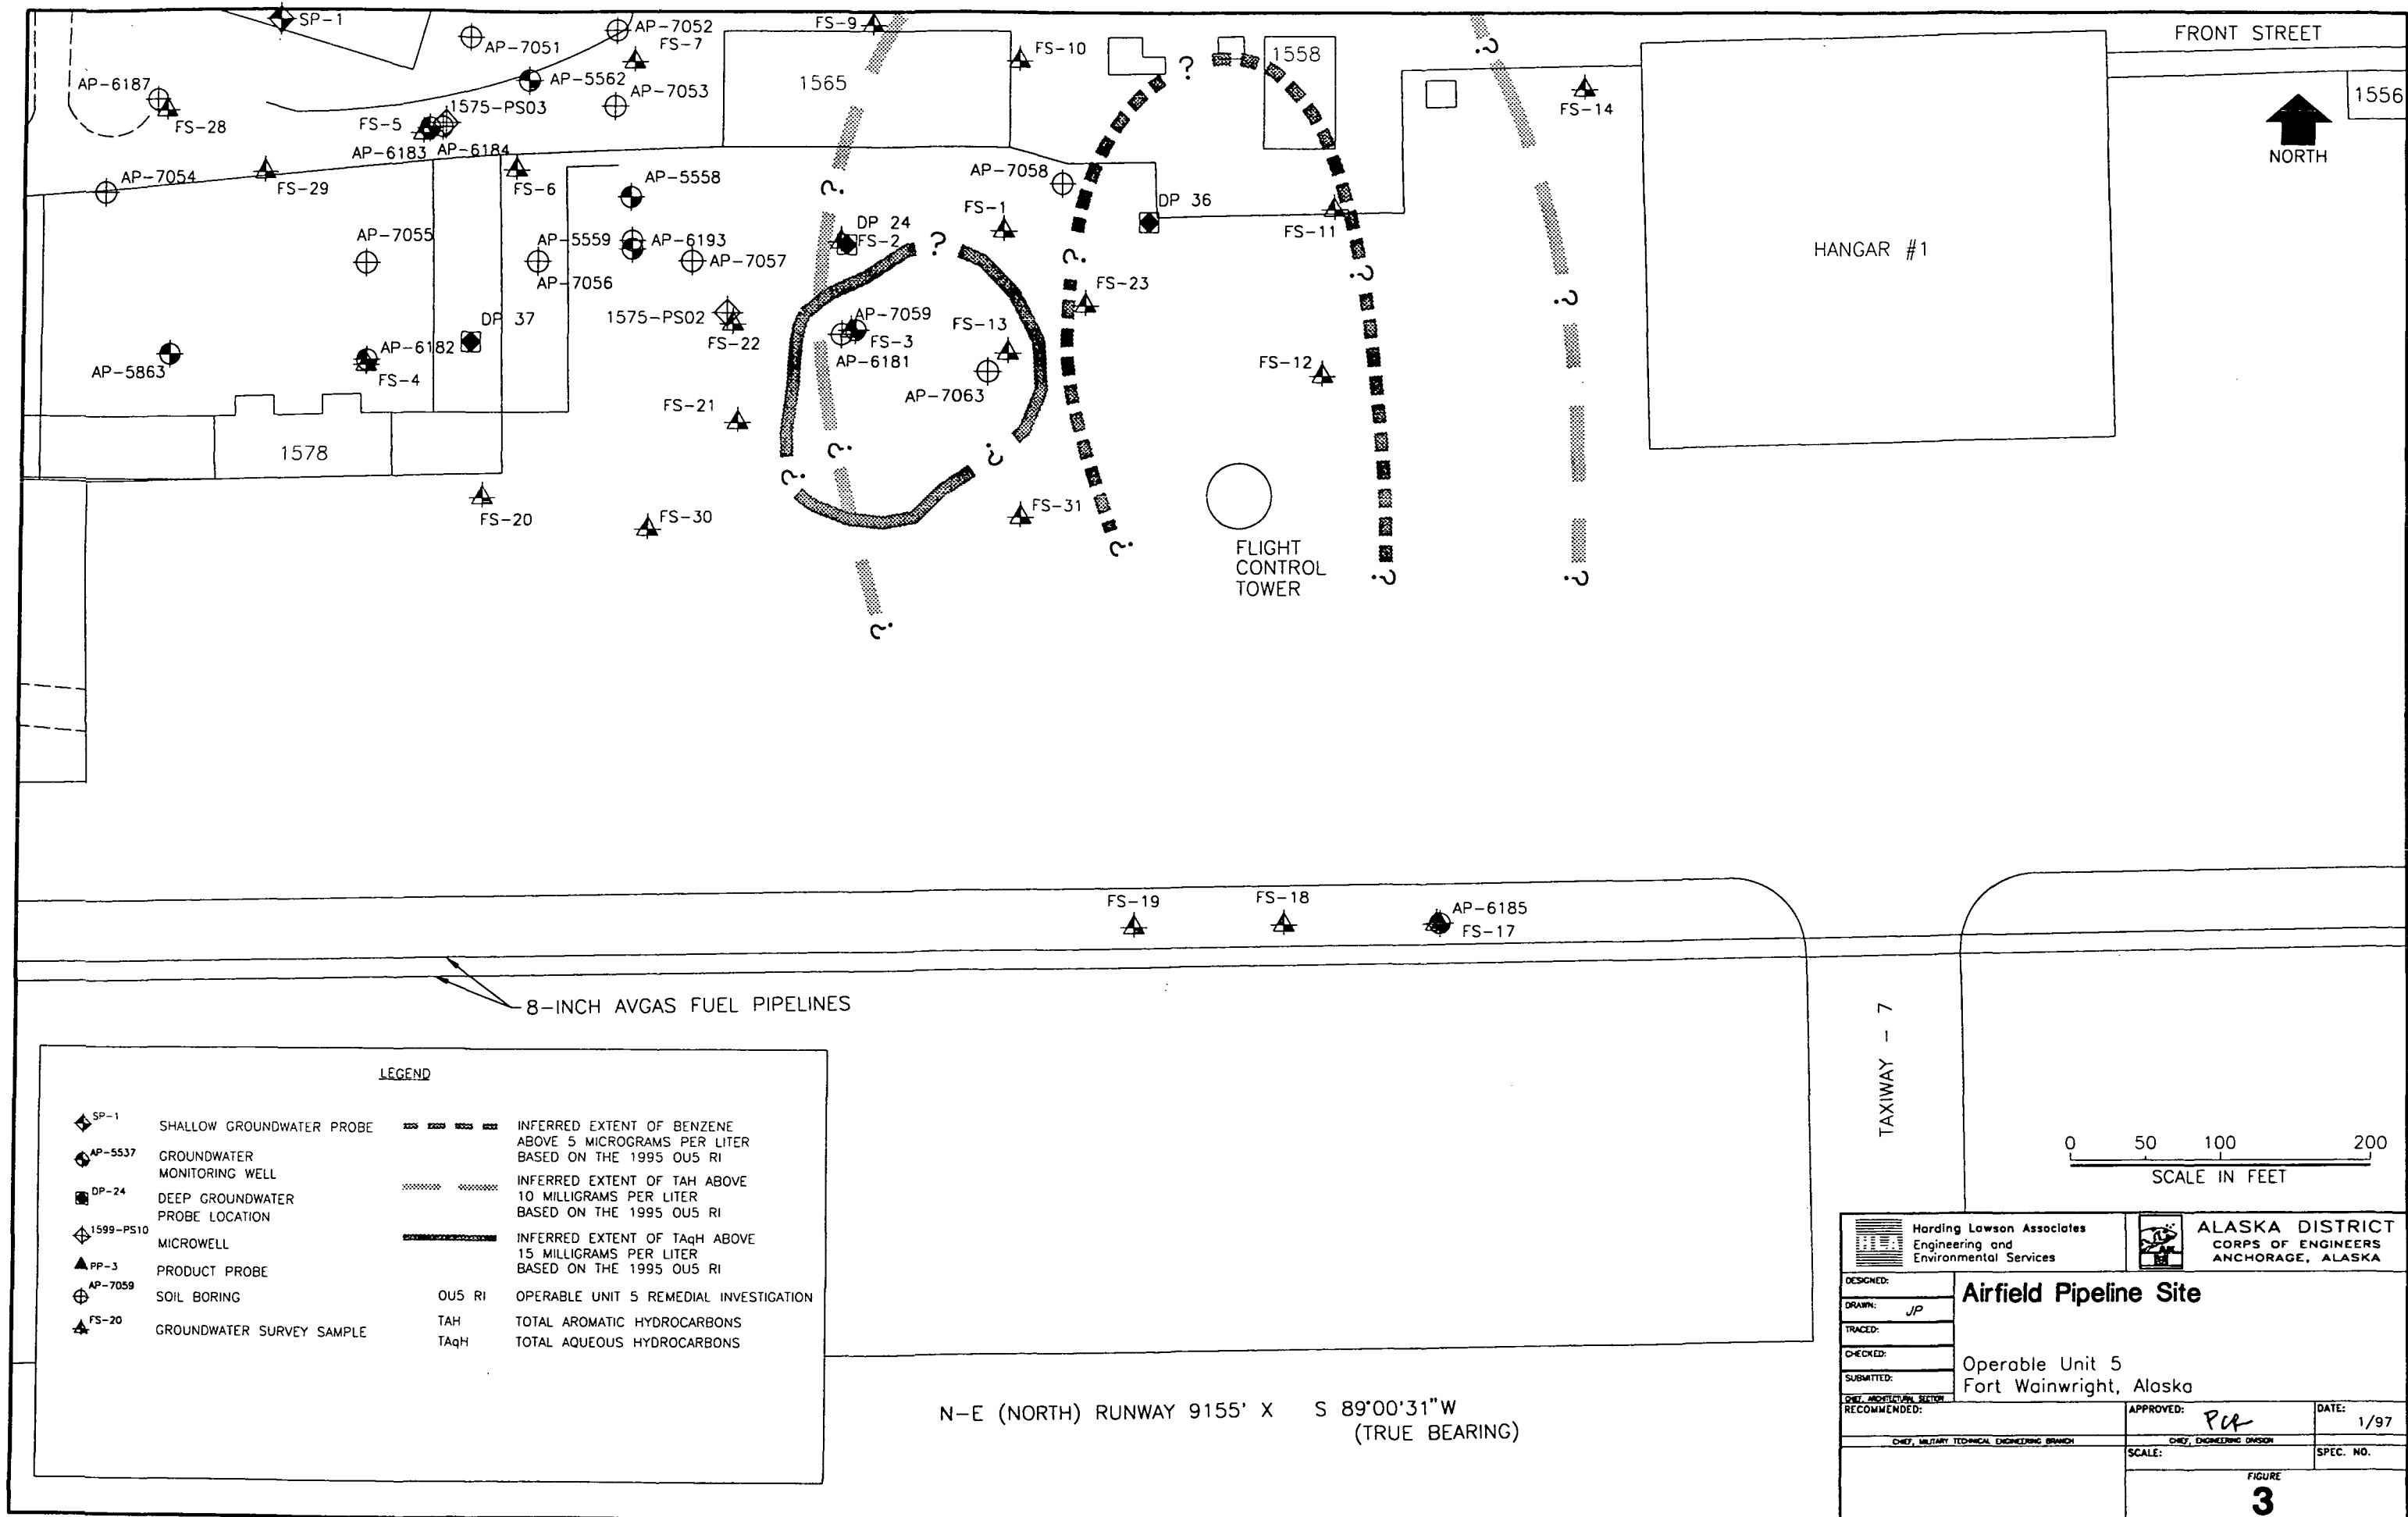 SP-1
AP-7051
AP-7052
FS-7
FS-9
FS-10
FRONT STREET
AP-6187
FS-28
AP-5562
AP-7053
1565
?
1558
?
FS-14
1556
NORTH
1575-PS03
FS-5
AP-6183
AP-6184
AP-7054
FS-29
FS-6
AP-5558
?
AP-7058
DP 36
FS-1
DP 24
FS-2
FS-11
HANGAR #1
AP-7055
AP-5559
AP-6193
AP-7057
AP-7056
?
?
?
?
FS-23
1575-PS02
FS-22
AP-7059
FS-3
AP-6181
FS-13
DP 37
AP-5863
AP-6182
FS-4
AP-7063
FS-12
FS-21
1578
?
?
?
FS-20
FS-30
FS-31
FLIGHT
CONTROL
TOWER
?
?
?
?
FS-19
FS-18
AP-6185
FS-17
8-INCH AVGAS FUEL PIPELINES
TAXIWAY - 7
LEGEND
SP-1
SHALLOW GROUNDWATER PROBE
AP-5537
GROUNDWATER
MONITORING WELL
DP-24
DEEP GROUNDWATER
PROBE LOCATION
1599-PS10
MICROWELL
PP-3
PRODUCT PROBE
AP-7059
SOIL BORING
FS-20
GROUNDWATER SURVEY SAMPLE
INFERRED EXTENT OF BENZENE
ABOVE 5 MICROGRAMS PER LITER
BASED ON THE 1995 OU5 RI
INFERRED EXTENT OF TAH ABOVE
10 MILLIGRAMS PER LITER
BASED ON THE 1995 OU5 RI
INFERRED EXTENT OF TAqH ABOVE
15 MILLIGRAMS PER LITER
BASED ON THE 1995 OU5 RI
OU5 RI OPERABLE UNIT 5 REMEDIAL INVESTIGATION
TAH TOTAL AROMATIC HYDROCARBONS
TAqH TOTAL AQUEOUS HYDROCARBONS
N-E (NORTH) RUNWAY 9155' X S 89°00'31"W
(TRUE BEARING)
0 50 100 200
SCALE IN FEET
HLA
Harding Lawson Associates
Engineering and
Environmental Services
ALASKA DISTRICT
CORPS OF ENGINEERS
ANCHORAGE, ALASKA
DESIGNED:
DRAWN: JP
TRACED:
CHECKED:
SUBMITTED:
CHIEF, ARCHITECTURAL SECTION
Airfield Pipeline Site
Operable Unit 5
Fort Wainwright, Alaska
RECOMMENDED:
CHIEF, MILITARY TECHNICAL ENGINEERING BRANCH
APPROVED: PCR
CHIEF, ENGINEERING DIVISION
DATE:
1/97
SCALE:
SPEC. NO.
FIGURE
3